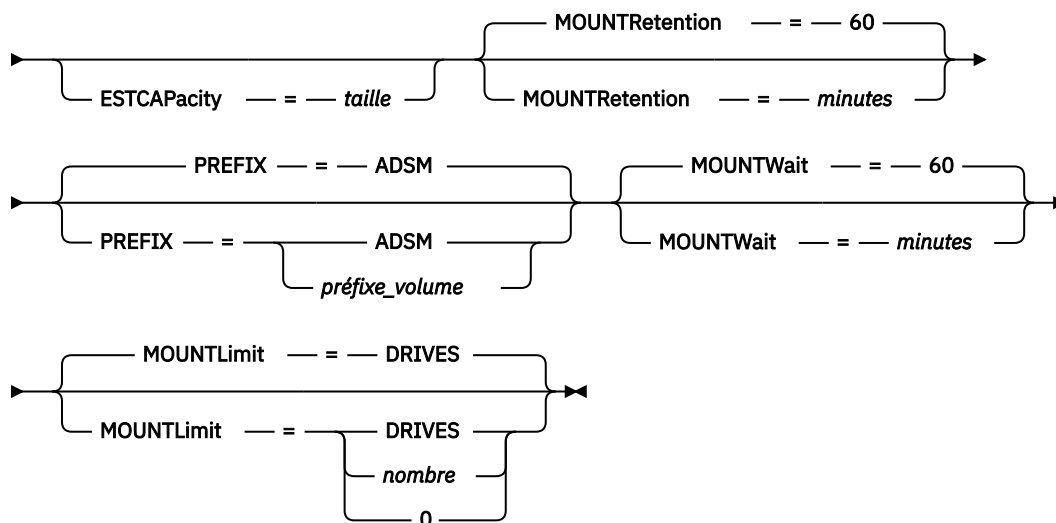 MOUNTRetention = 60
ESTCAPacity = taille
MOUNTRetention = minutes
PREFIX = ADSM
MOUNTWait = 60
PREFIX = ADSM
MOUNTWait = minutes
préfixe_volume
MOUNTLimit = DRIVES
MOUNTLimit = DRIVES
nombre
0